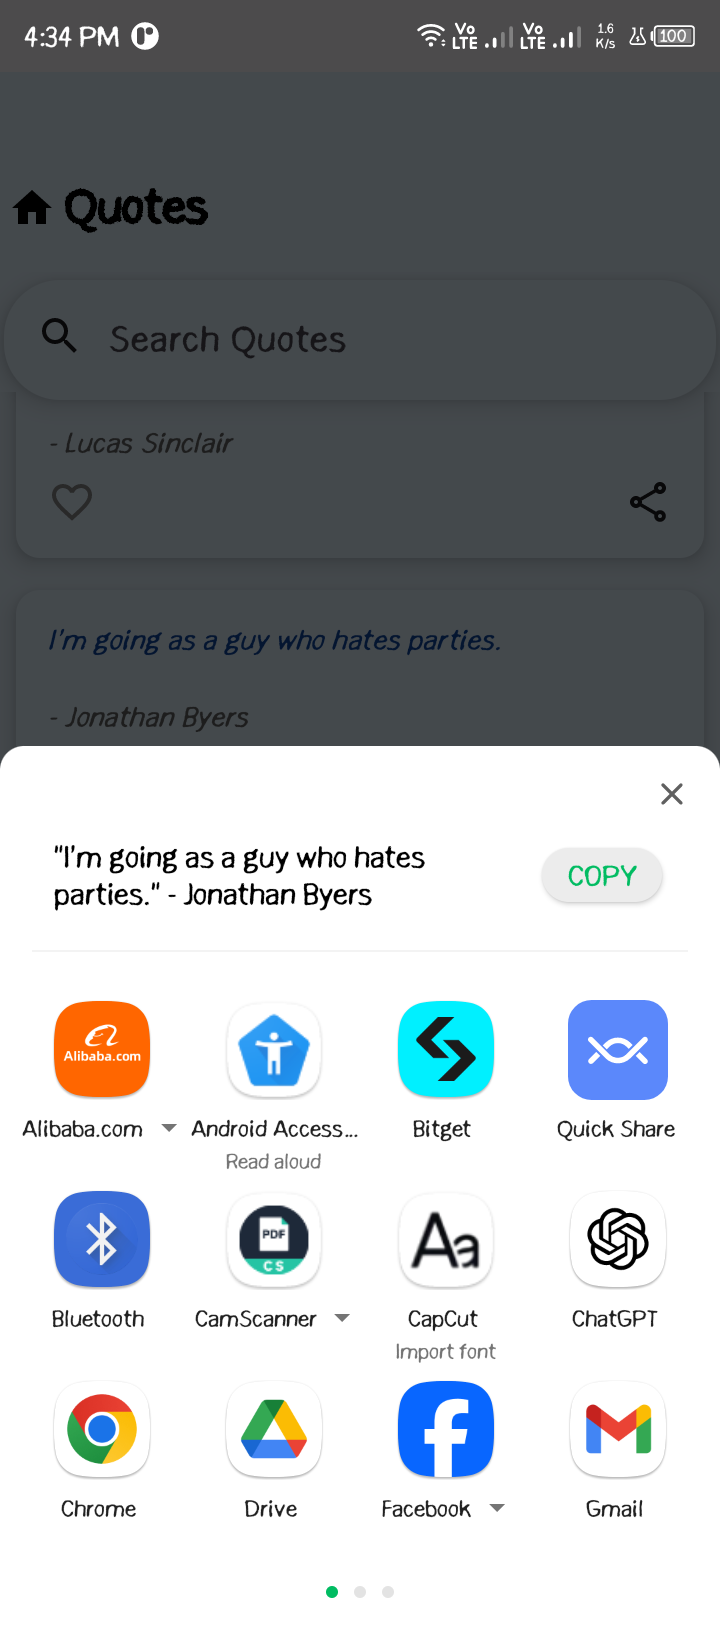 4:34 PM
Vo LTE Vo LTE 1.6 K/s 100
Quotes
Search Quotes
- Lucas Sinclair
I'm going as a guy who hates parties.
- Jonathan Byers
"I'm going as a guy who hates
parties." - Jonathan Byers
COPY
Alibaba.com
PDF
CS
Aa
Alibaba.com
Android Access...
Bitget
Quick Share
Read aloud
Bluetooth
CamScanner
CapCut
ChatGPT
Import font
Chrome
Drive
Facebook
Gmail